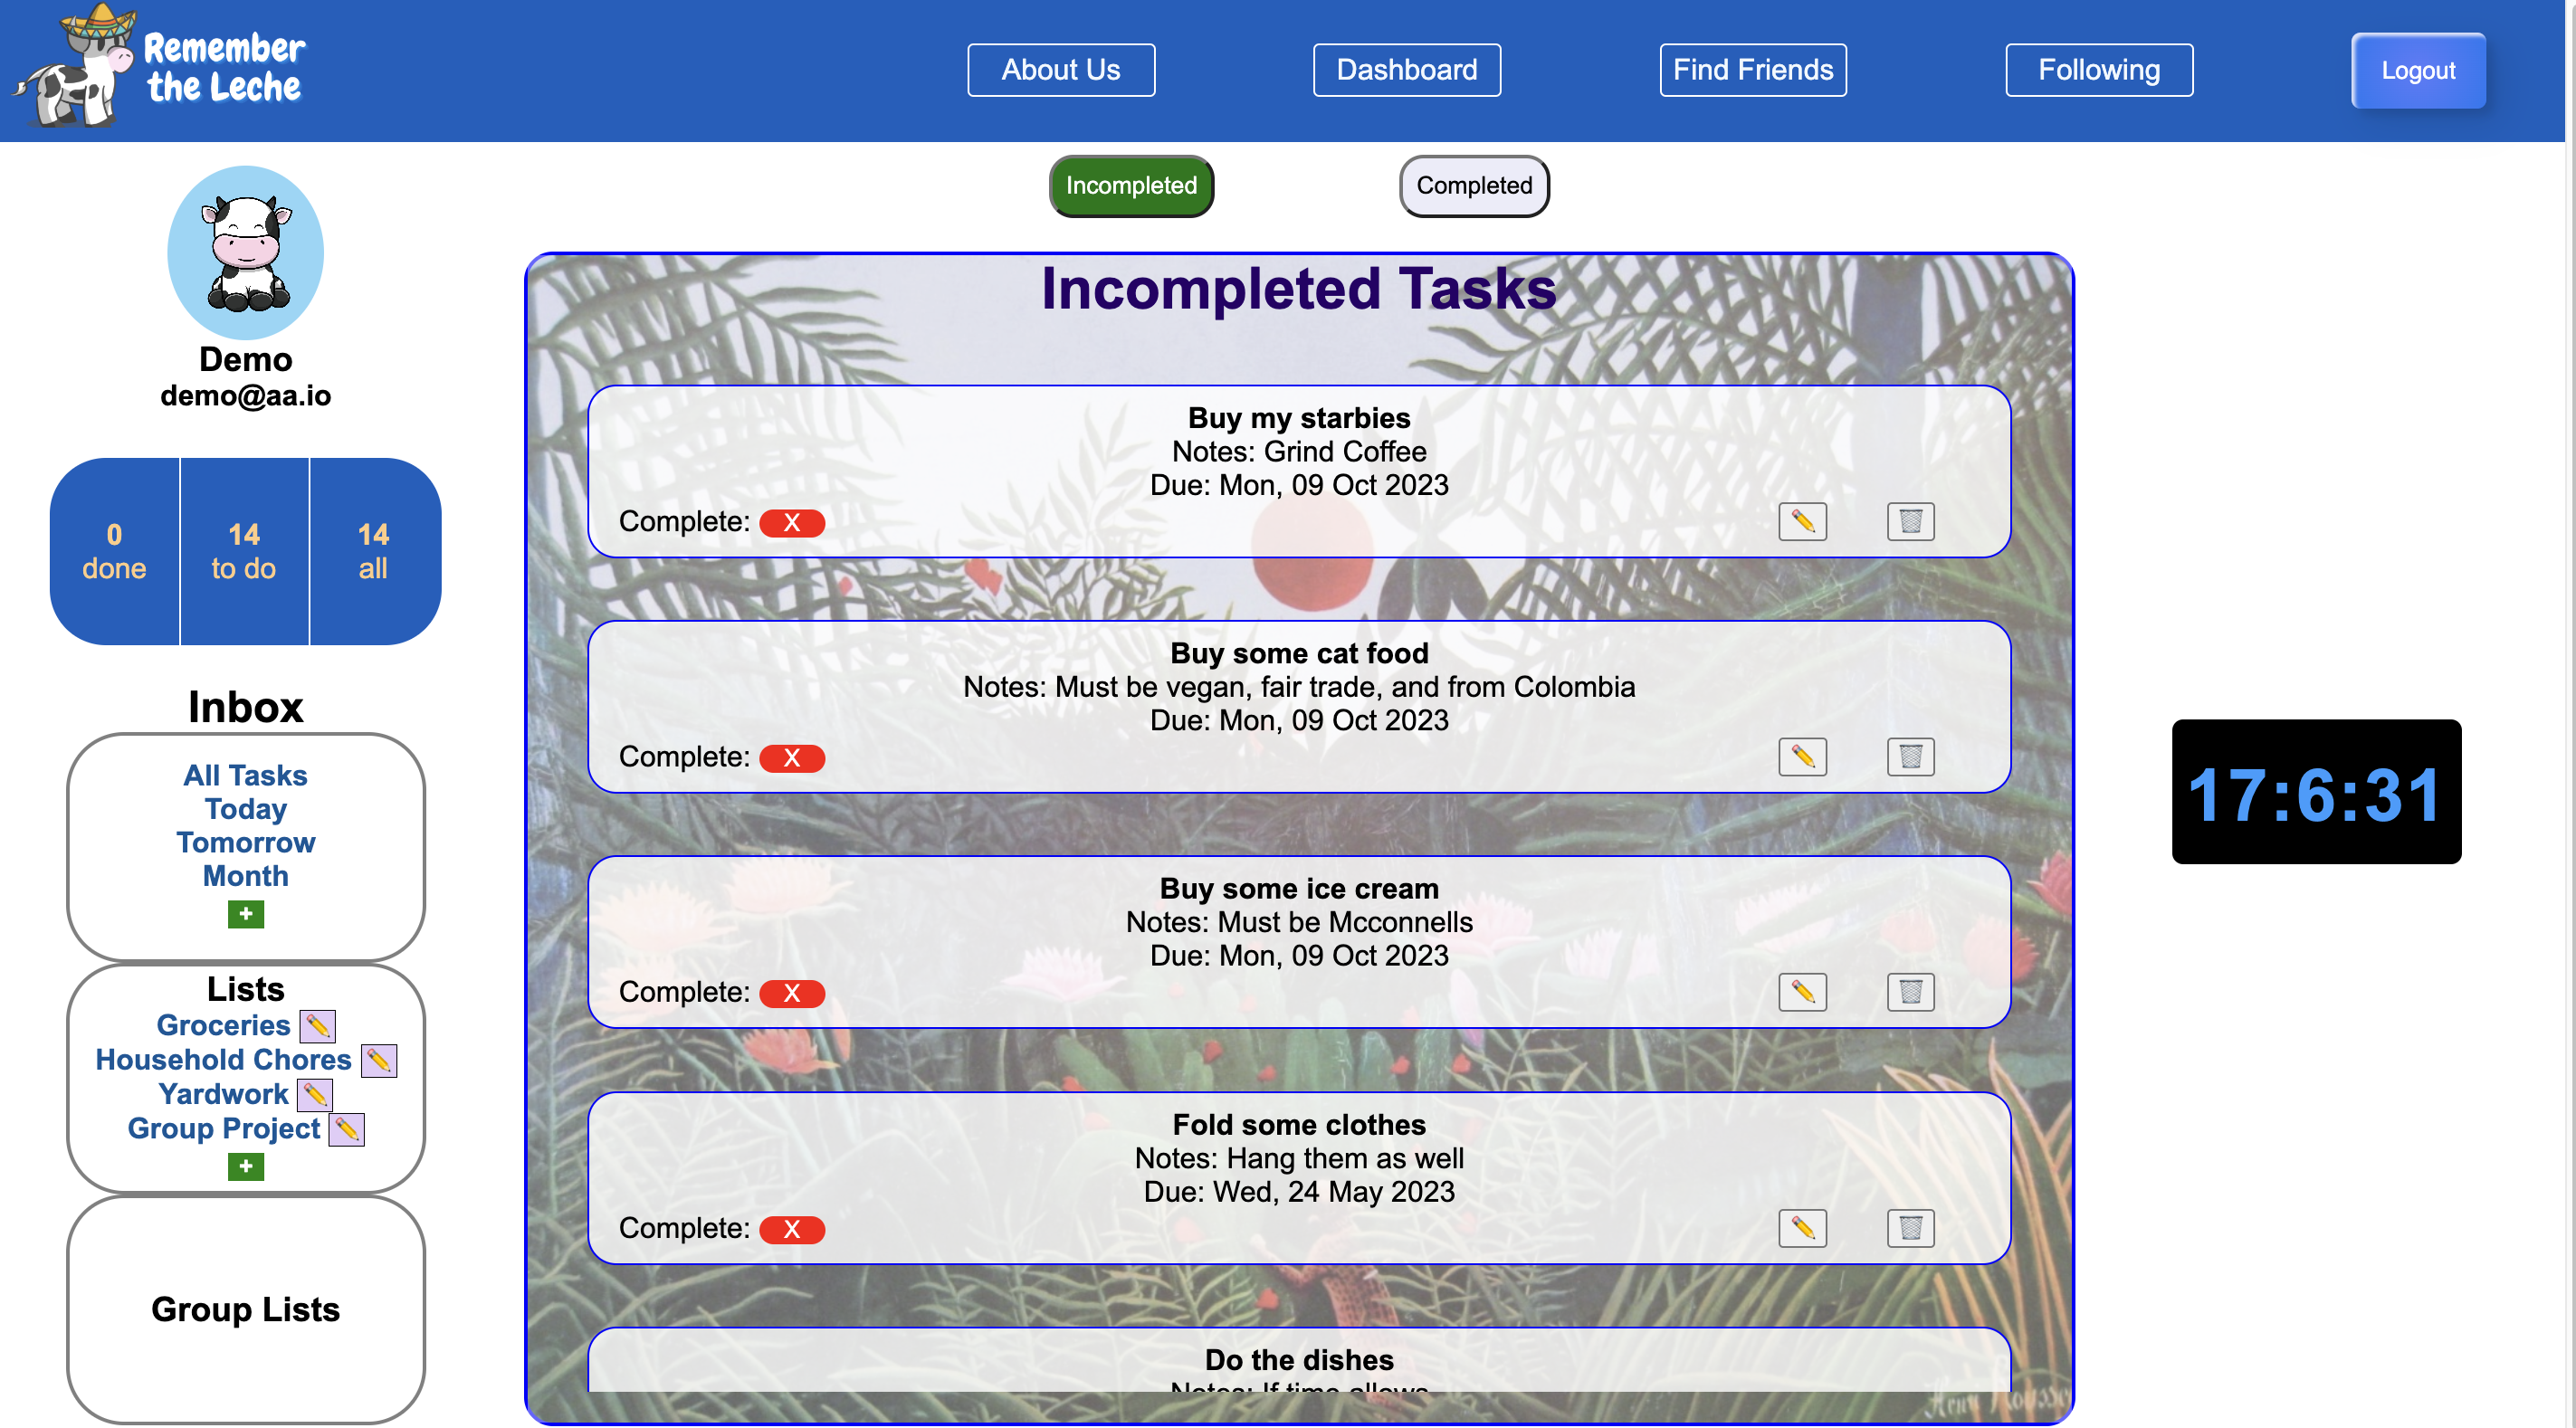 Remember
the Leche
About Us
Dashboard
Find Friends
Following
Logout
Demo
demo@aa.io
0
done
14
to do
14
all
Inbox
All Tasks
Today
Tomorrow
Month
+
Lists
Groceries
Household Chores
Yardwork
Group Project
+
Group Lists
Incompleted
Completed
Incompleted Tasks
Buy my starbies
Notes: Grind Coffee
Due: Mon, 09 Oct 2023
Complete: X
Buy some cat food
Notes: Must be vegan, fair trade, and from Colombia
Due: Mon, 09 Oct 2023
Complete: X
Buy some ice cream
Notes: Must be Mcconnells
Due: Mon, 09 Oct 2023
Complete: X
Fold some clothes
Notes: Hang them as well
Due: Wed, 24 May 2023
Complete: X
Do the dishes
Notes: If time allows
17:6:31